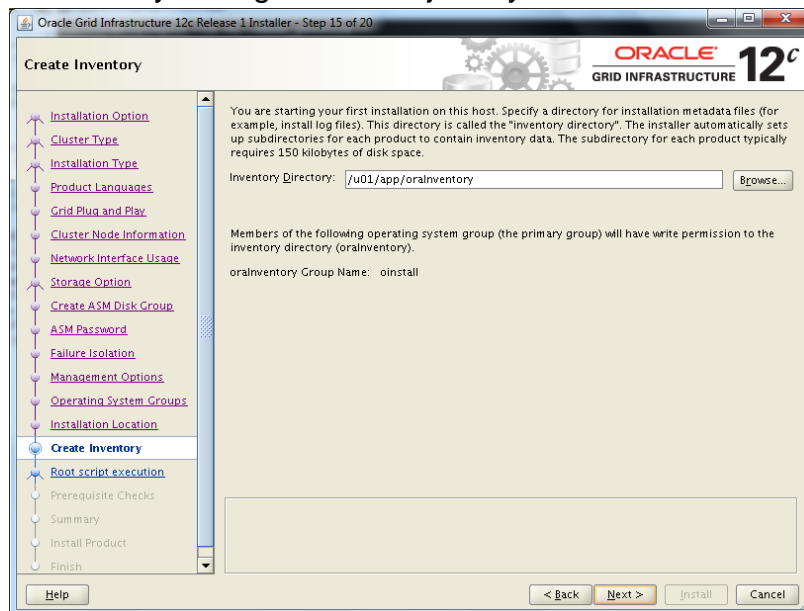 Oracle Grid Infrastructure 12c Release 1 Installer - Step 15 of 20
Create Inventory
ORACLE
GRID INFRASTRUCTURE
12c
Installation Option
Cluster Type
Installation Type
Product Languages
Grid Plug and Play
Cluster Node Information
Network Interface Usage
Storage Option
Create ASM Disk Group
ASM Password
Failure Isolation
Management Options
Operating System Groups
Installation Location
Create Inventory
Root script execution
Prerequisite Checks
Summary
Install Product
Finish
You are starting your first installation on this host. Specify a directory for installation metadata files (for
example, install log files). This directory is called the "inventory directory". The installer automatically sets
up subdirectories for each product to contain inventory data. The subdirectory for each product typically
requires 150 kilobytes of disk space.
Inventory Directory: /u01/app/oraInventory Browse...
Members of the following operating system group (the primary group) will have write permission to the
inventory directory (oraInventory).
oraInventory Group Name: oinstall
Help < Back Next > Install Cancel